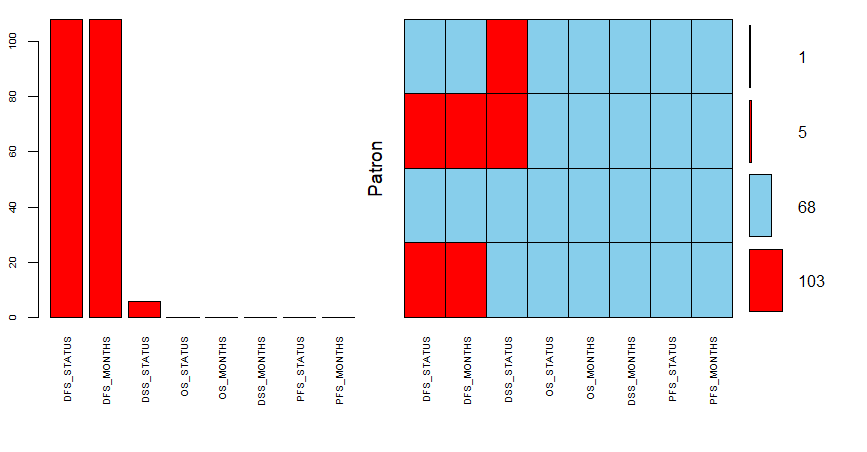 100
80
60
40
20
0
DFS_STATUS
DFS_MONTHS
DSS_STATUS
OS_STATUS
OS_MONTHS
DSS_MONTHS
PFS_STATUS
PFS_MONTHS
Patron
1
5
68
103
DFS_STATUS
DFS_MONTHS
DSS_STATUS
OS_STATUS
OS_MONTHS
DSS_MONTHS
PFS_STATUS
PFS_MONTHS